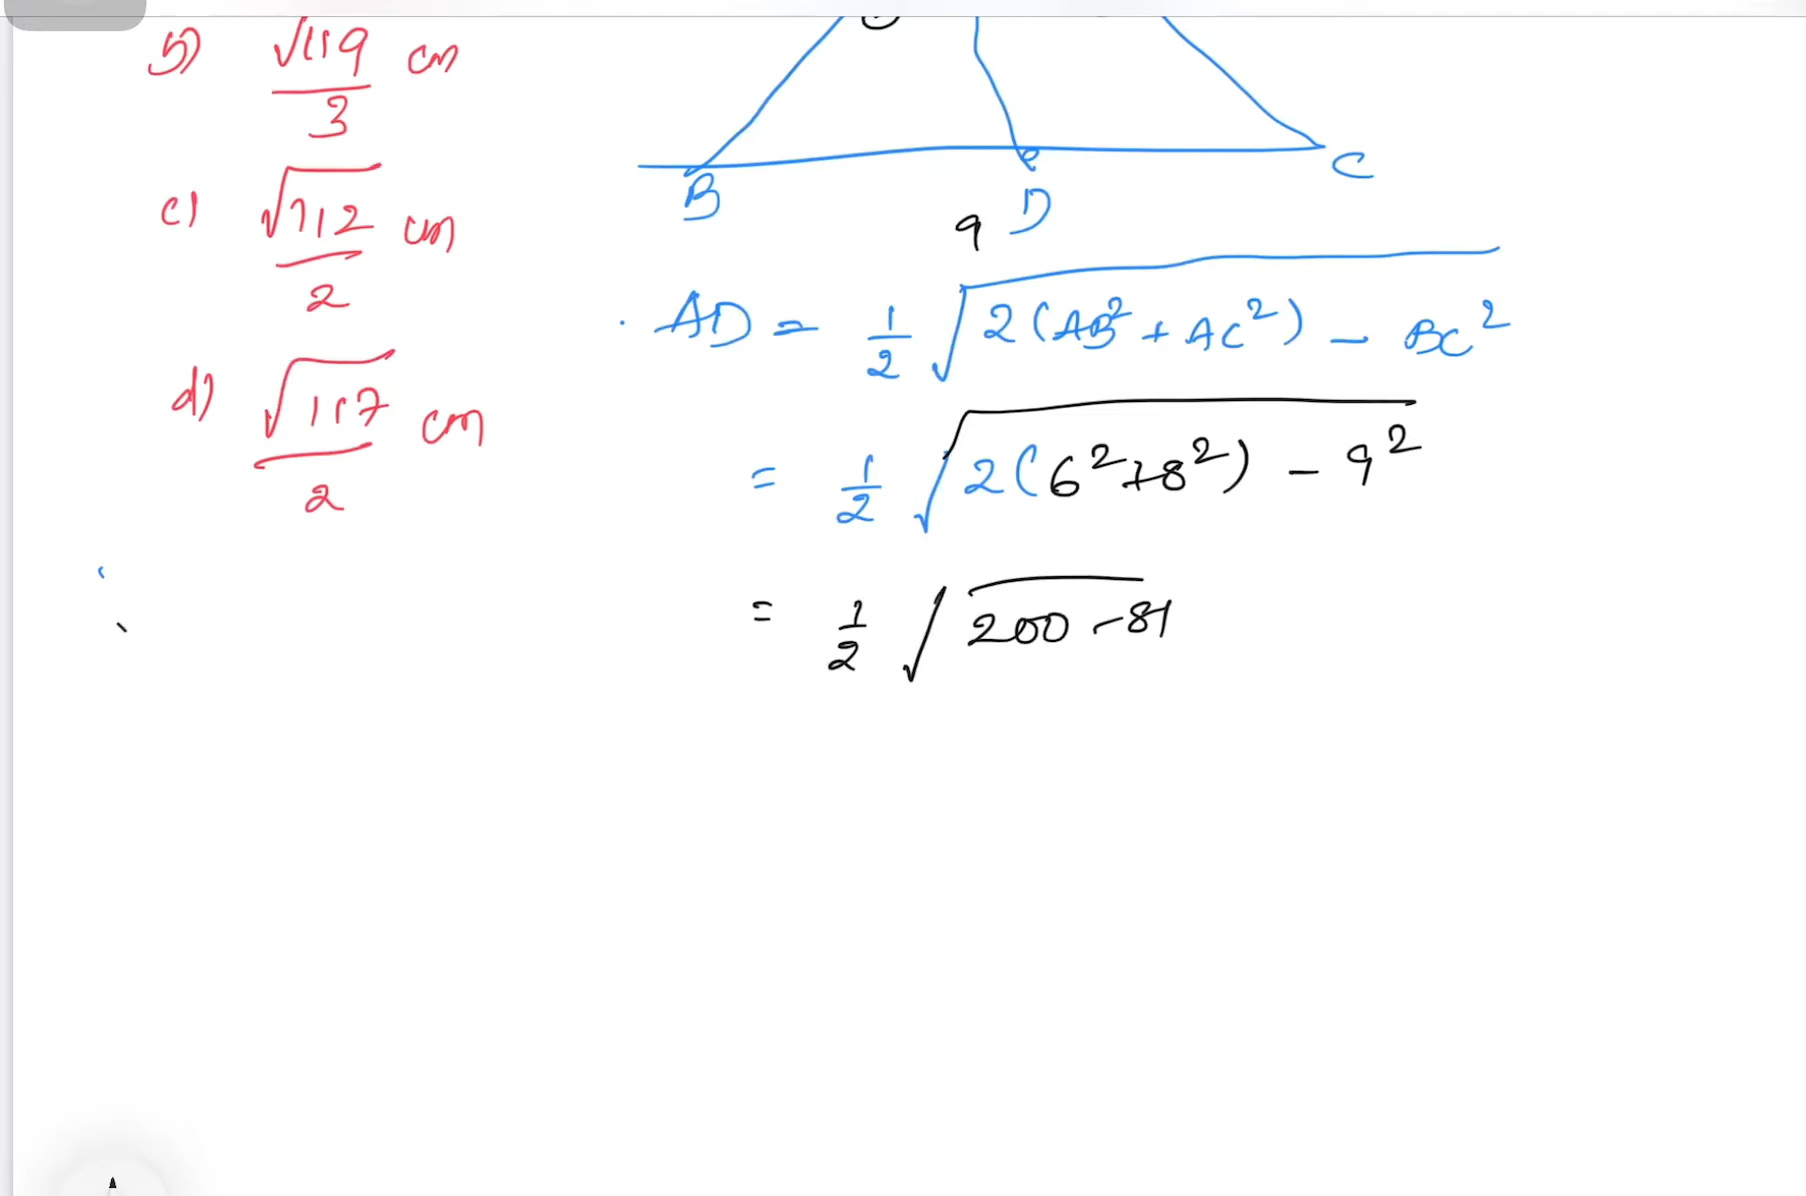 b) √119/3 cm
c) √112/2 cm
d) √117/2 cm
B
D
C
9
AD = 1/2 √2(AB² + AC²) - BC²
= 1/2 √2(6²+8²) - 9²
= 1/2 √200 - 81